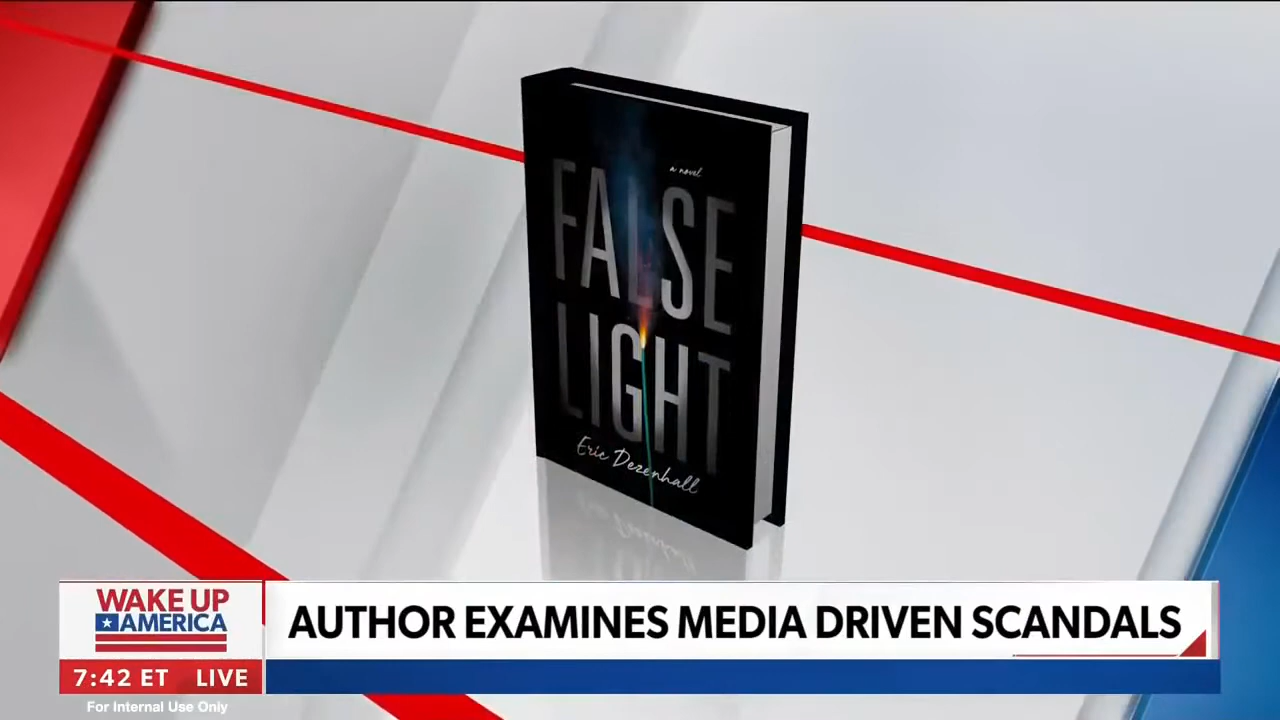 a novel
FALSE
LIGHT
Eric Dezenhall
WAKE UP
AMERICA
AUTHOR EXAMINES MEDIA DRIVEN SCANDALS
7:42 ET LIVE
For Internal Use Only